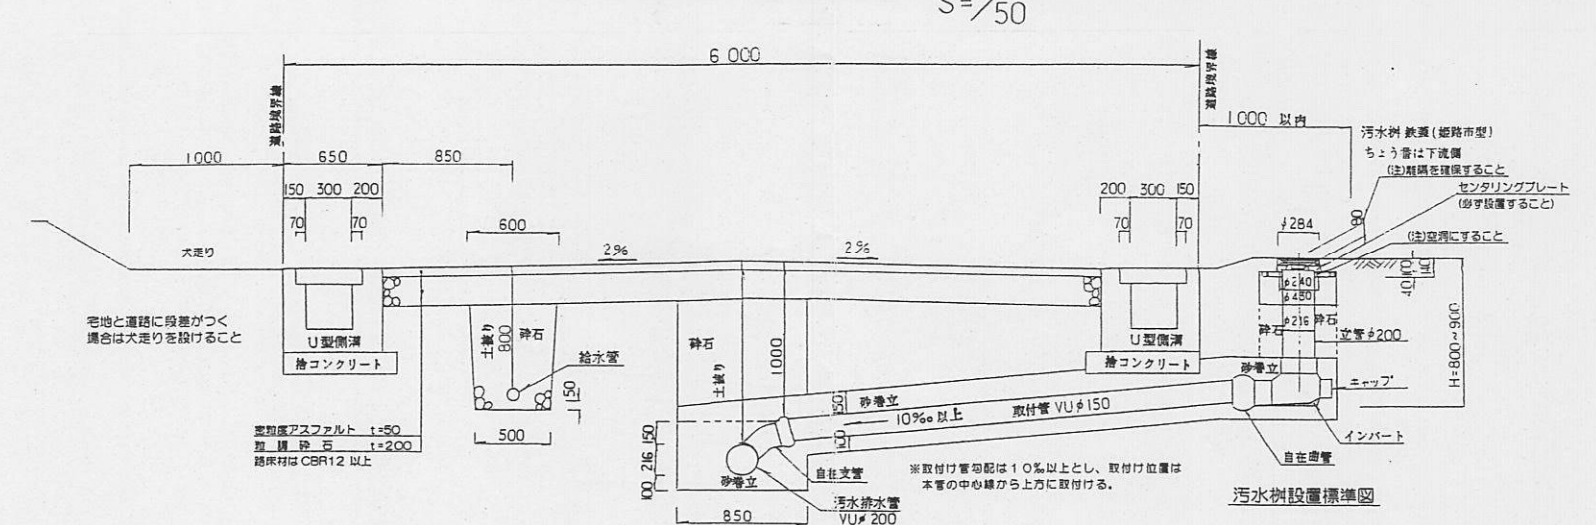 S=1/50
6 000
道路境界線
道路境界線
1000 以内
汚水桝 鉄蓋(姫路市型)
ちょう番は下流側
(注)離隔を確保すること
センタリングプレート
(必ず設置すること)
(注)空洞にすること
1000
650
850
150 300 200
70
70
600
2%
2%
200 300 150
70
70
φ284
80
犬走り
宅地と道路に段差がつく
場合は犬走りを設けること
U型側溝
捨コンクリート
土被り
800
砕石
給水管
150
500
密粒度アスファルト t=50
粒調砕石 t=200
路床材はCBR12 以上
砕石
土被り
1000
150
砂巻立
10‰以上
取付管 VUφ150
100
150
216
100
砂巻立
自在支管
汚水排水管
VUφ200
850
※取付け管勾配は10‰以上とし、取付け位置は
本管の中心線から上方に取付ける。
U型側溝
捨コンクリート
φ240
φ450
φ216
砕石
砕石
立管φ200
砂巻立
キャップ
インバート
自在曲管
40
H=800~900
汚水桝設置標準図